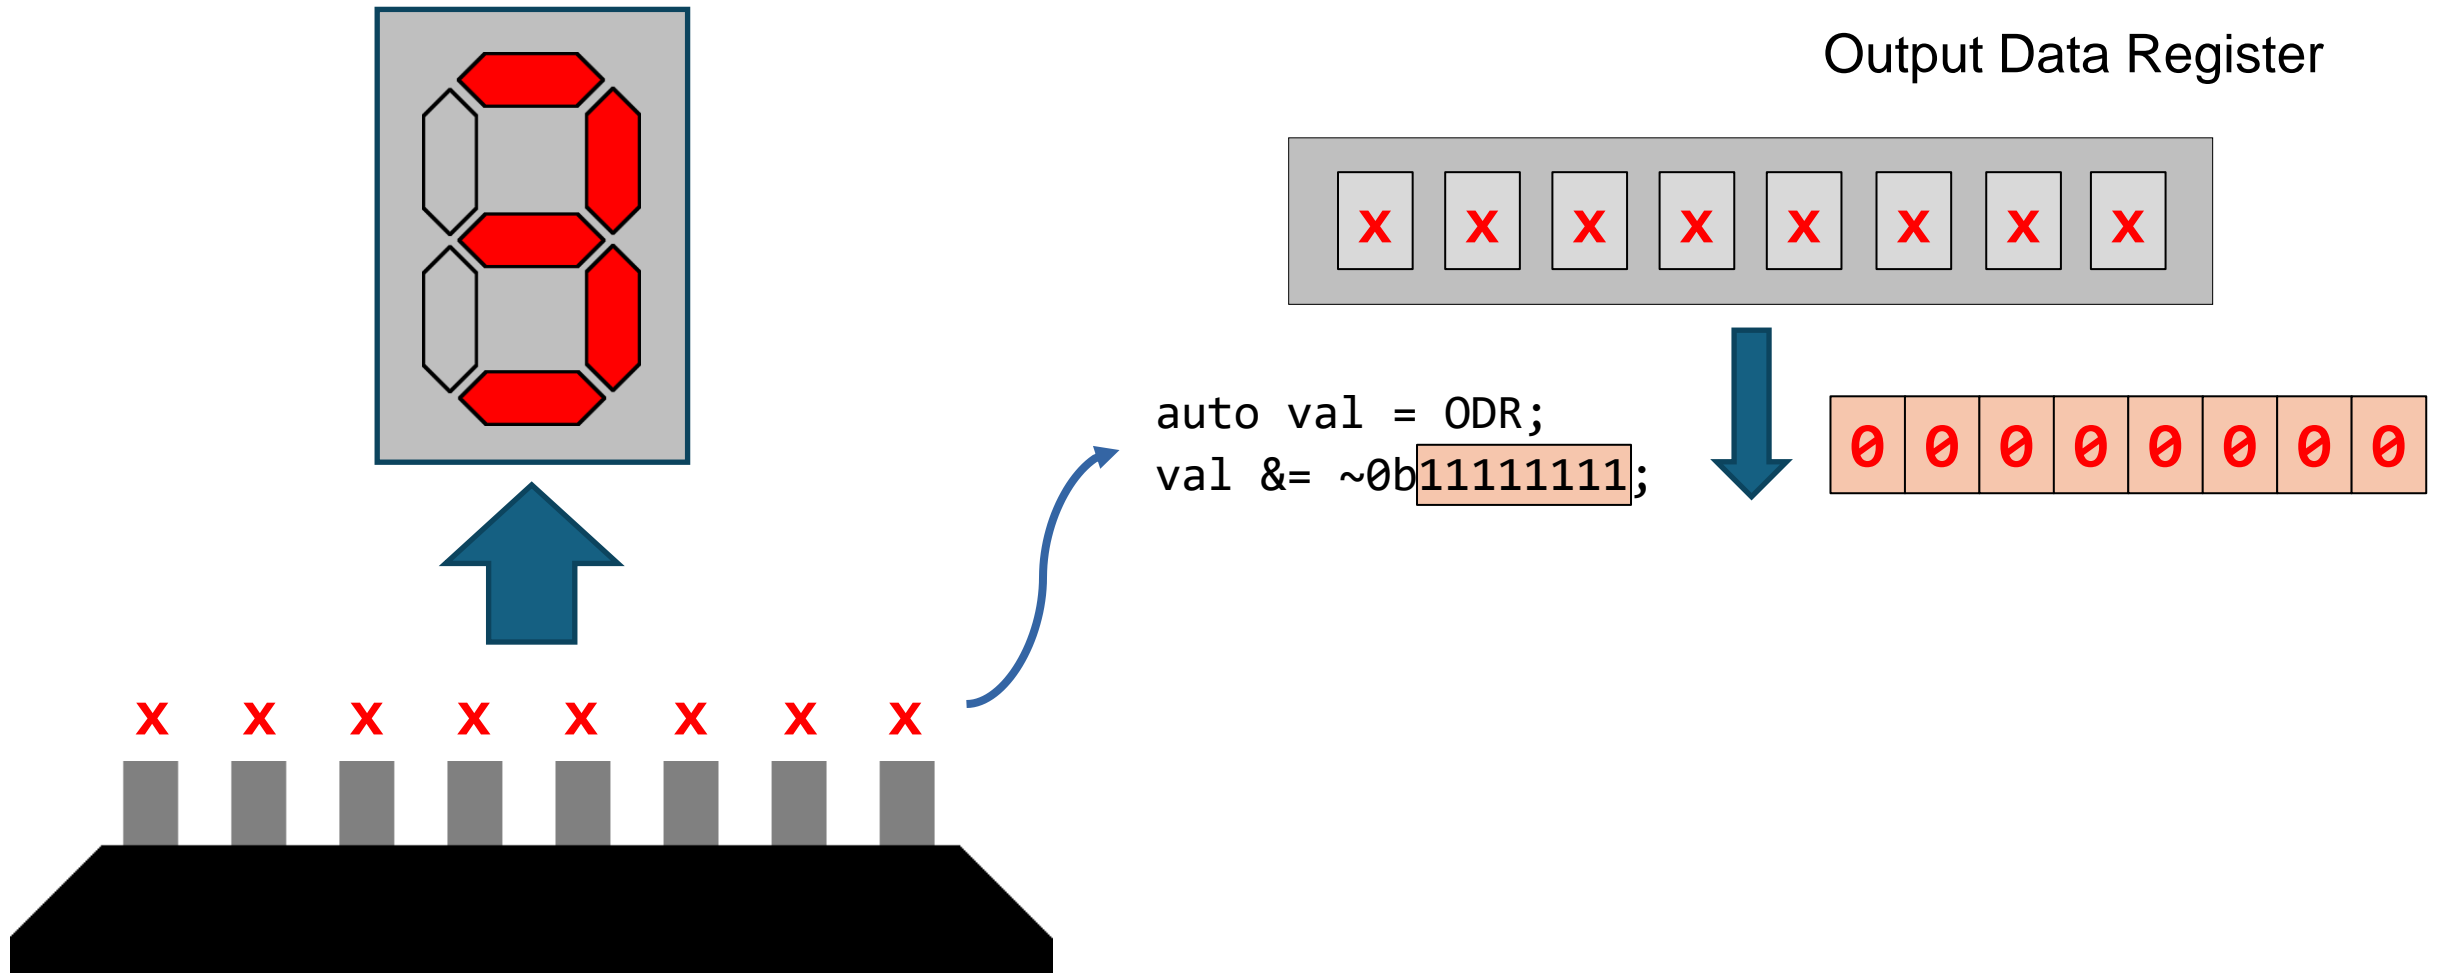 Output Data Register
x x x x x x x x
auto val = ODR;
val &= ~0b11111111;
0 0 0 0 0 0 0 0
x x x x x x x x